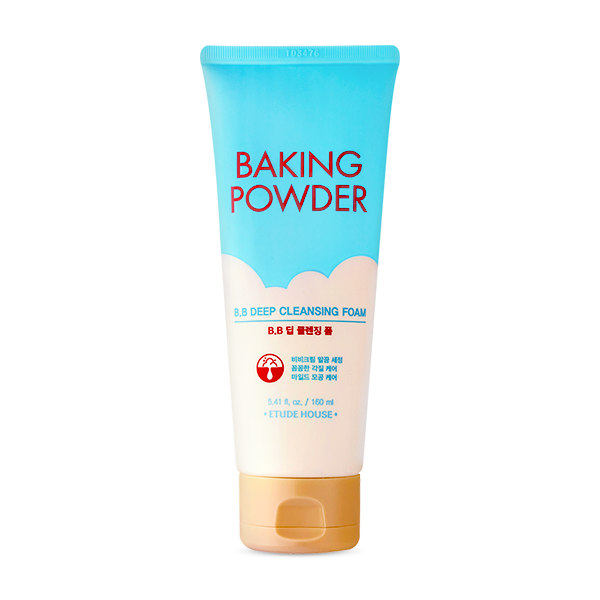 103476
BAKING
POWDER
B.B DEEP CLEANSING FOAM
B.B 딥 클렌징 폼
비비크림 말끔 세정
꼼꼼한 각질 케어
마일드 모공 케어
5.41 fl. oz. / 160 ml
• ETUDE HOUSE •